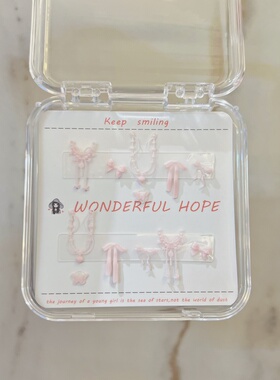 Keep smiling
WONDERFUL HOPE
the journey of a young girl is the sea of stars,not the world of dust